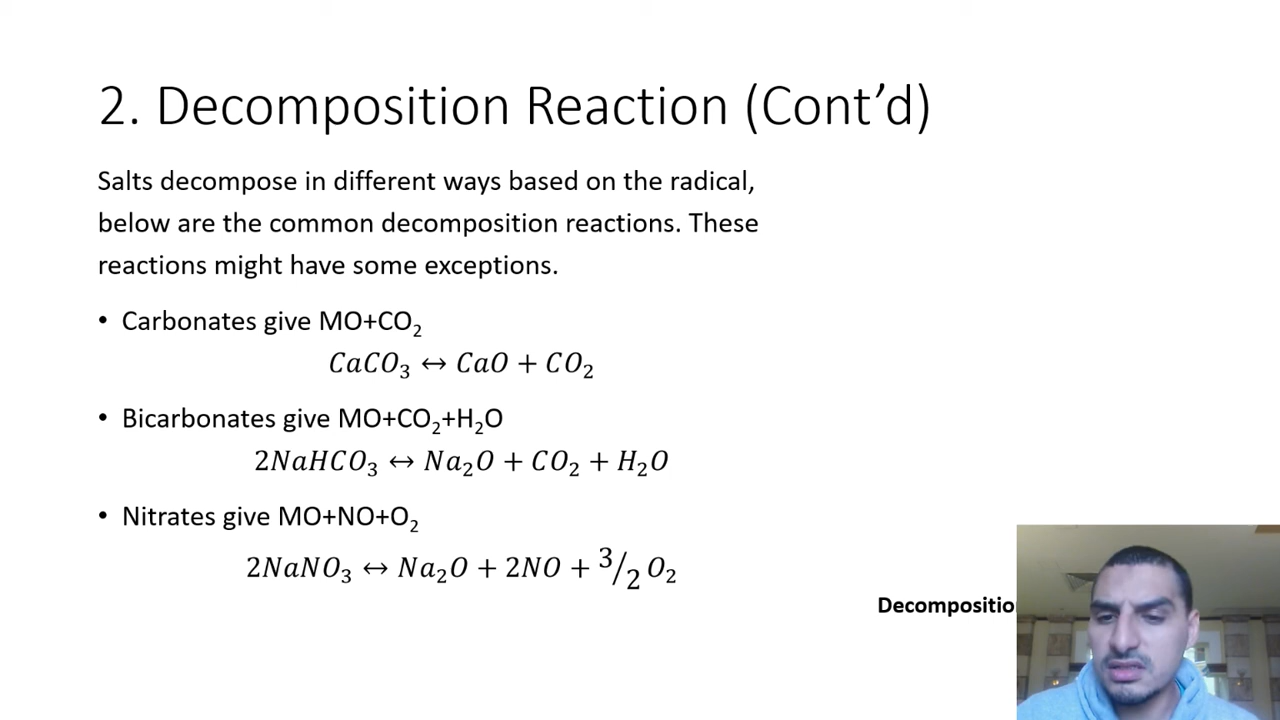 2. Decomposition Reaction (Cont’d)
Salts decompose in different ways based on the radical,
below are the common decomposition reactions. These
reactions might have some exceptions.
• Carbonates give MO+CO₂
CaCO₃ ↔ CaO + CO₂
• Bicarbonates give MO+CO₂+H₂O
2NaHCO₃ ↔ Na₂O + CO₂ + H₂O
• Nitrates give MO+NO+O₂
2NaNO₃ ↔ Na₂O + 2NO + 3/2 O₂